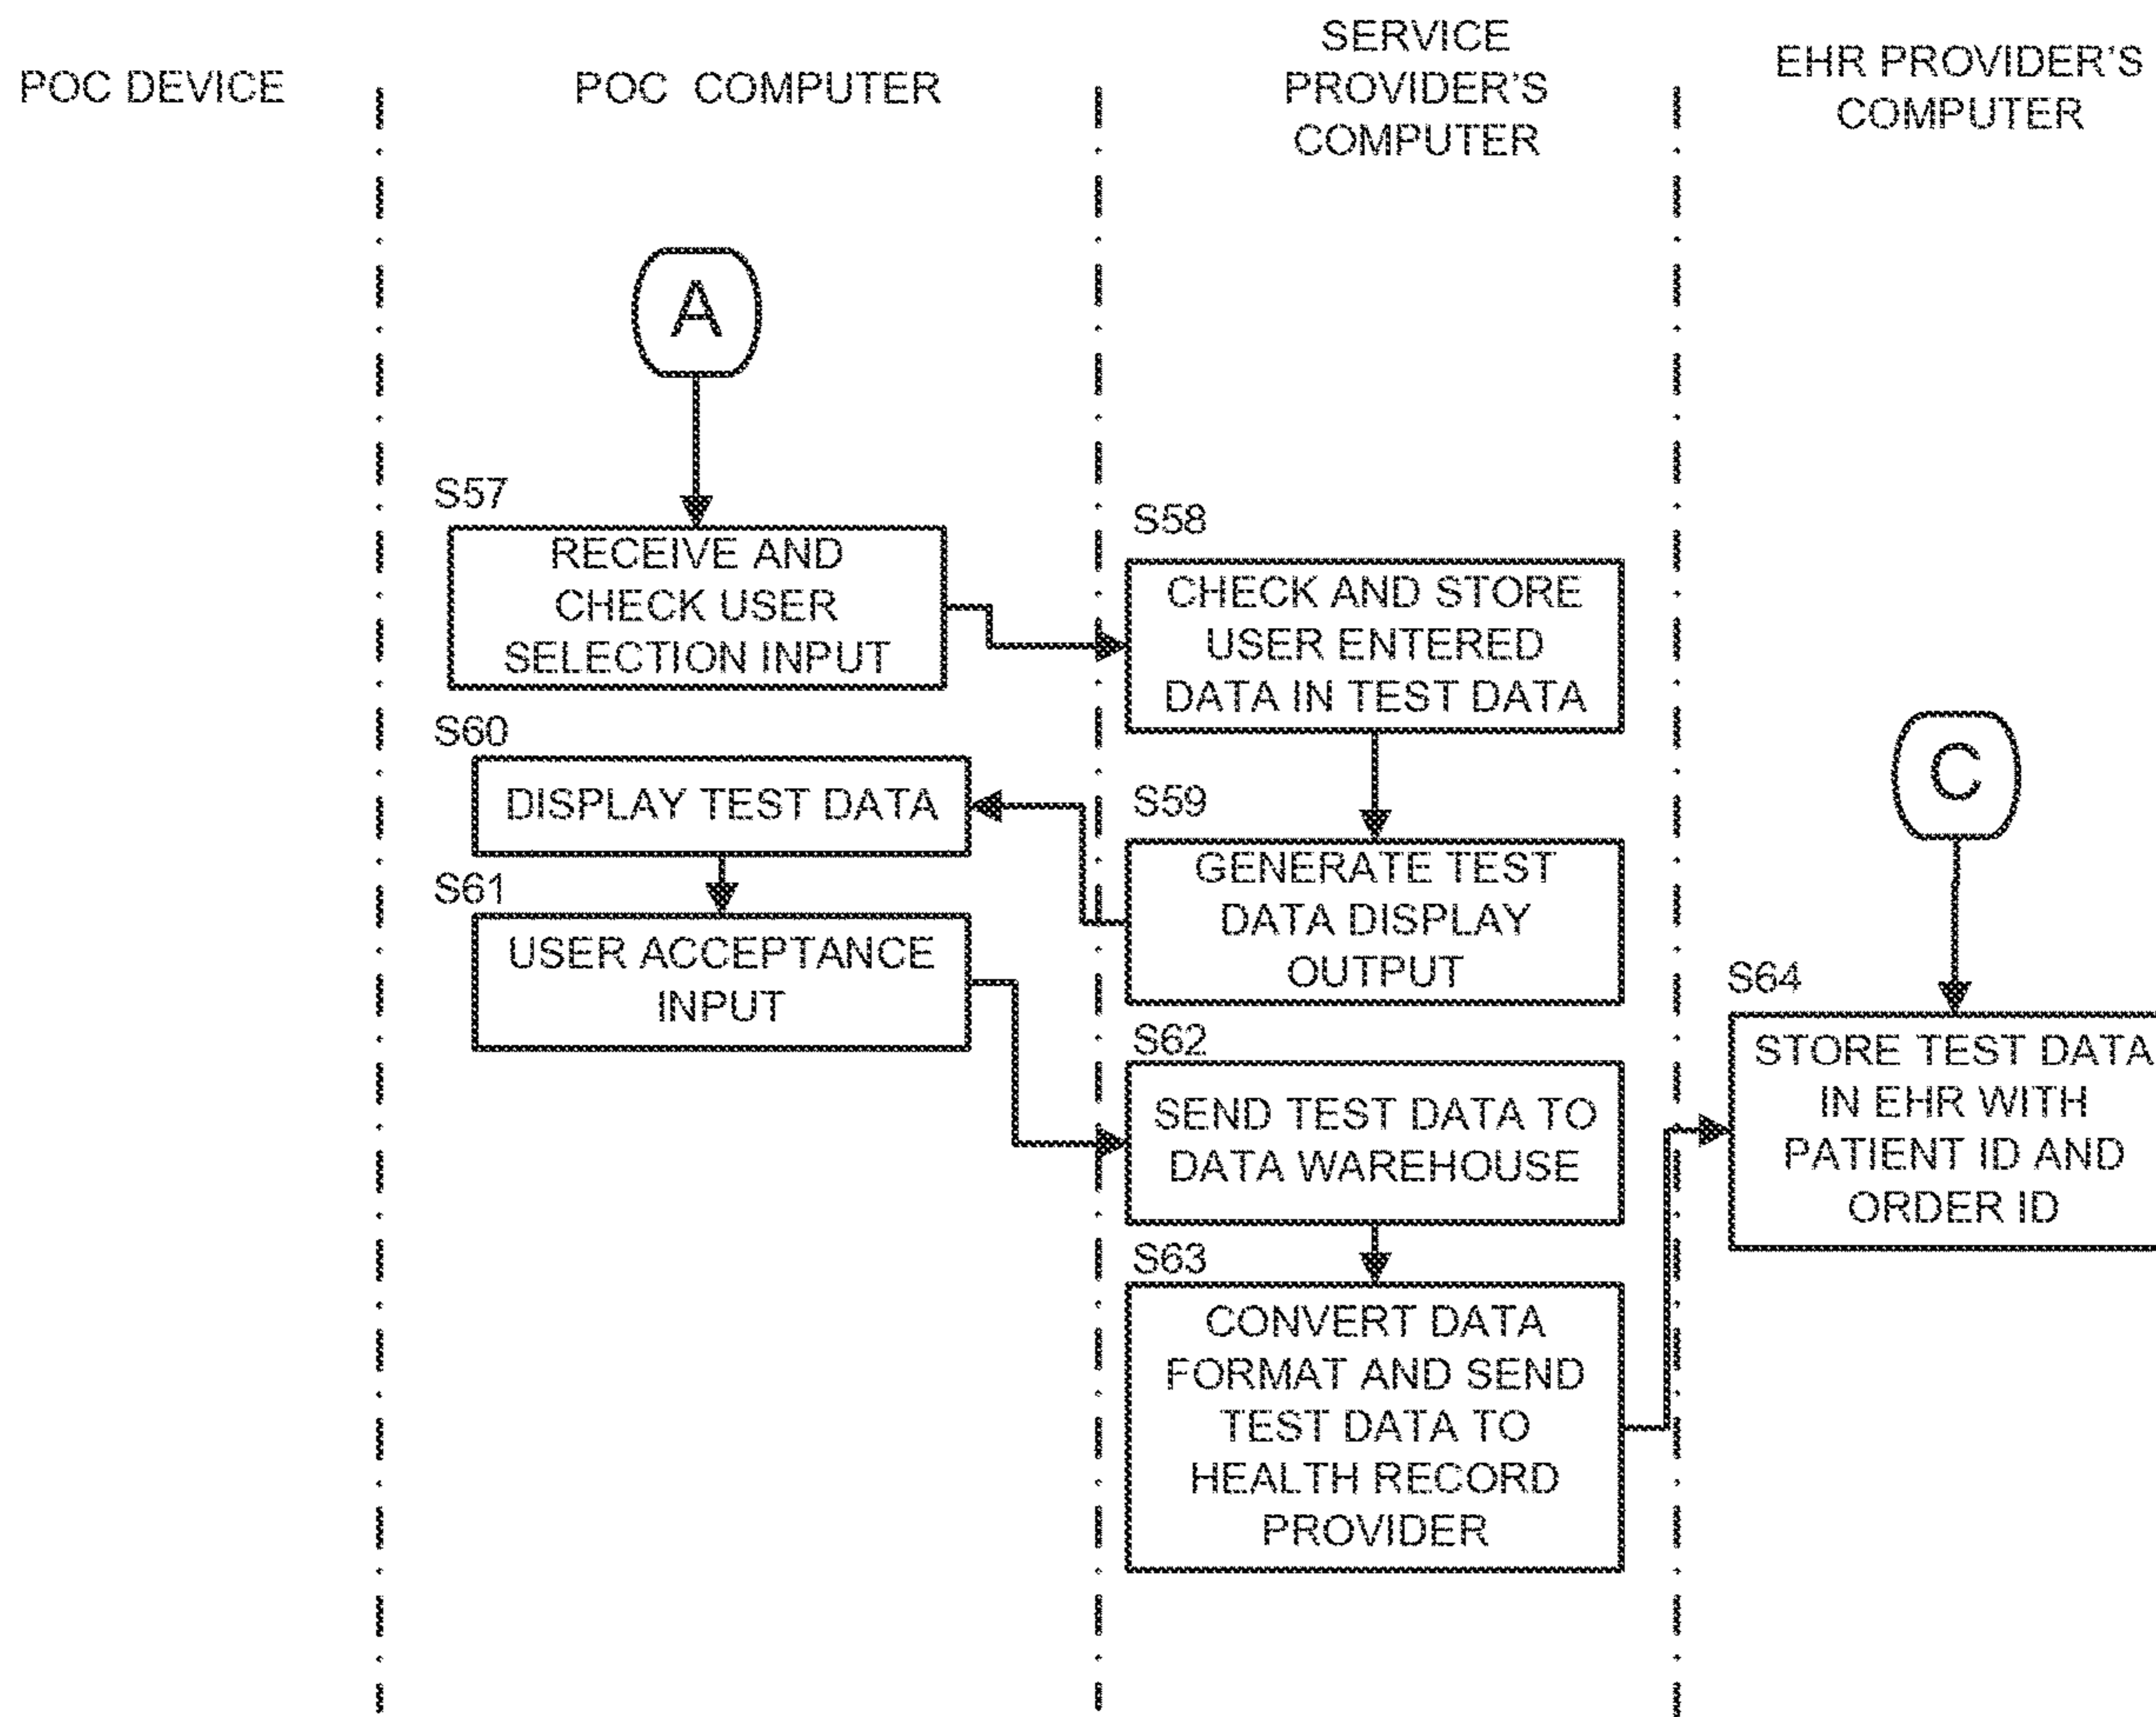 POC DEVICE
POC COMPUTER
SERVICE
PROVIDER'S
COMPUTER
EHR PROVIDER'S
COMPUTER
A
S57
RECEIVE AND
CHECK USER
SELECTION INPUT
S58
CHECK AND STORE
USER ENTERED
DATA IN TEST DATA
S59
GENERATE TEST
DATA DISPLAY
OUTPUT
S60
DISPLAY TEST DATA
S61
USER ACCEPTANCE
INPUT
S62
SEND TEST DATA TO
DATA WAREHOUSE
S63
CONVERT DATA
FORMAT AND SEND
TEST DATA TO
HEALTH RECORD
PROVIDER
C
S64
STORE TEST DATA
IN EHR WITH
PATIENT ID AND
ORDER ID